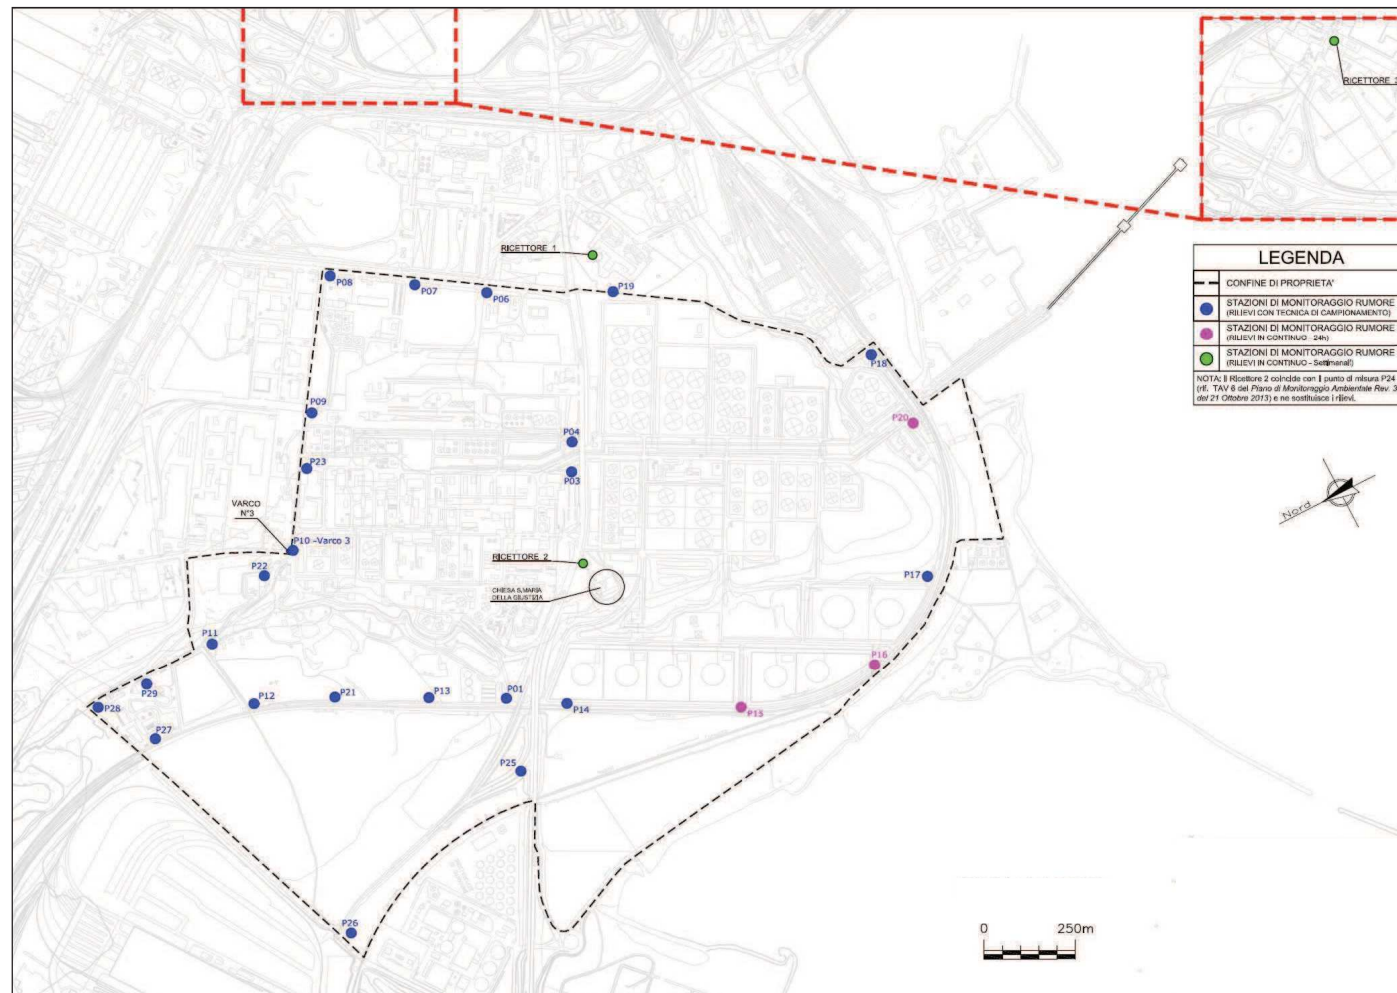 RICETTORE 3
RICETTORE 1
LEGENDA
CONFINE DI PROPRIETA'
STAZIONI DI MONITORAGGIO RUMORE
(RILIEVI CON TECNICA DI CAMPIONAMENTO)
STAZIONI DI MONITORAGGIO RUMORE
(RILIEVI IN CONTINUO - 24h)
STAZIONI DI MONITORAGGIO RUMORE
(RILIEVI IN CONTINUO - Settimanali)
NOTA: Il Ricettore 2 coincide con il punto di misura P24
(rif. TAV 6 del Piano di Monitoraggio Ambientale Rev. 3
del 21 Ottobre 2013) e ne sostituisce i rilievi.
P08
P07
P06
P19
P18
P09
P20
P04
P23
P03
Nord
VARCO
N°3
P10 -Varco 3
RICETTORE 2
P22
P17
CHIESA S.MARIA
DELLA GIUSTIZIA
P11
P16
P29
P12
P21
P13
P01
P28
P14
P15
P27
P25
P26
0 250m